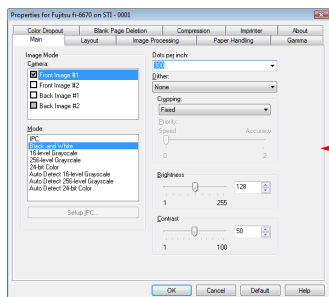 Properties for Fujitsu fi-6670 on STI - 0001
Color Dropout
Blank Page Deletion
Compression
Imprinter
About
Main
Layout
Image Processing
Paper Handling
Gamma
Image Mode
Camera:
Front Image #1
Front Image #2
Back Image #1
Back Image #2
Mode:
IPC
Black and White
16-level Grayscale
256-level Grayscale
24-bit Color
Auto Detect 16-level Grayscale
Auto Detect 256-level Grayscale
Auto Detect 24-bit Color
Setup IPC...
Dots per inch:
300
Dither:
None
Cropping:
Fixed
Priority:
Speed
Accuracy
0
2
Brightness
128
1
255
Contrast
50
1
100
OK
Cancel
Default
Help